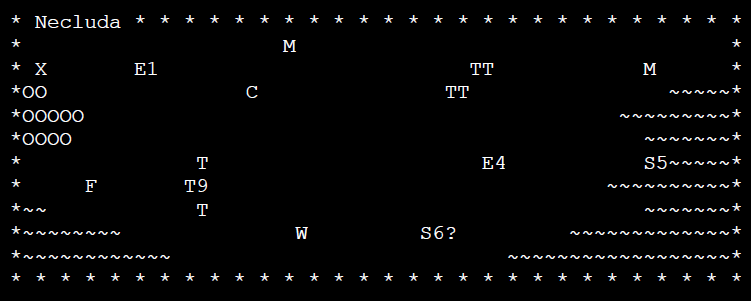 * Necluda * * * * * * * * * * * * * * * * * * * * * * * * *
*                     M                                   *
* X       E1                         TT            M      *
*OO                C               TT                ~~~~~*
*OOOOO                                           ~~~~~~~~~*
*OOOO                                              ~~~~~~~*
*              T                      E4           S5~~~~~*
*     F       T9                                ~~~~~~~~~~*
*~~            T                                   ~~~~~~~*
*~~~~~~~~              W         S6?         ~~~~~~~~~~~~~*
*~~~~~~~~~~~~                           ~~~~~~~~~~~~~~~~~~*
* * * * * * * * * * * * * * * * * * * * * * * * * * * * * *